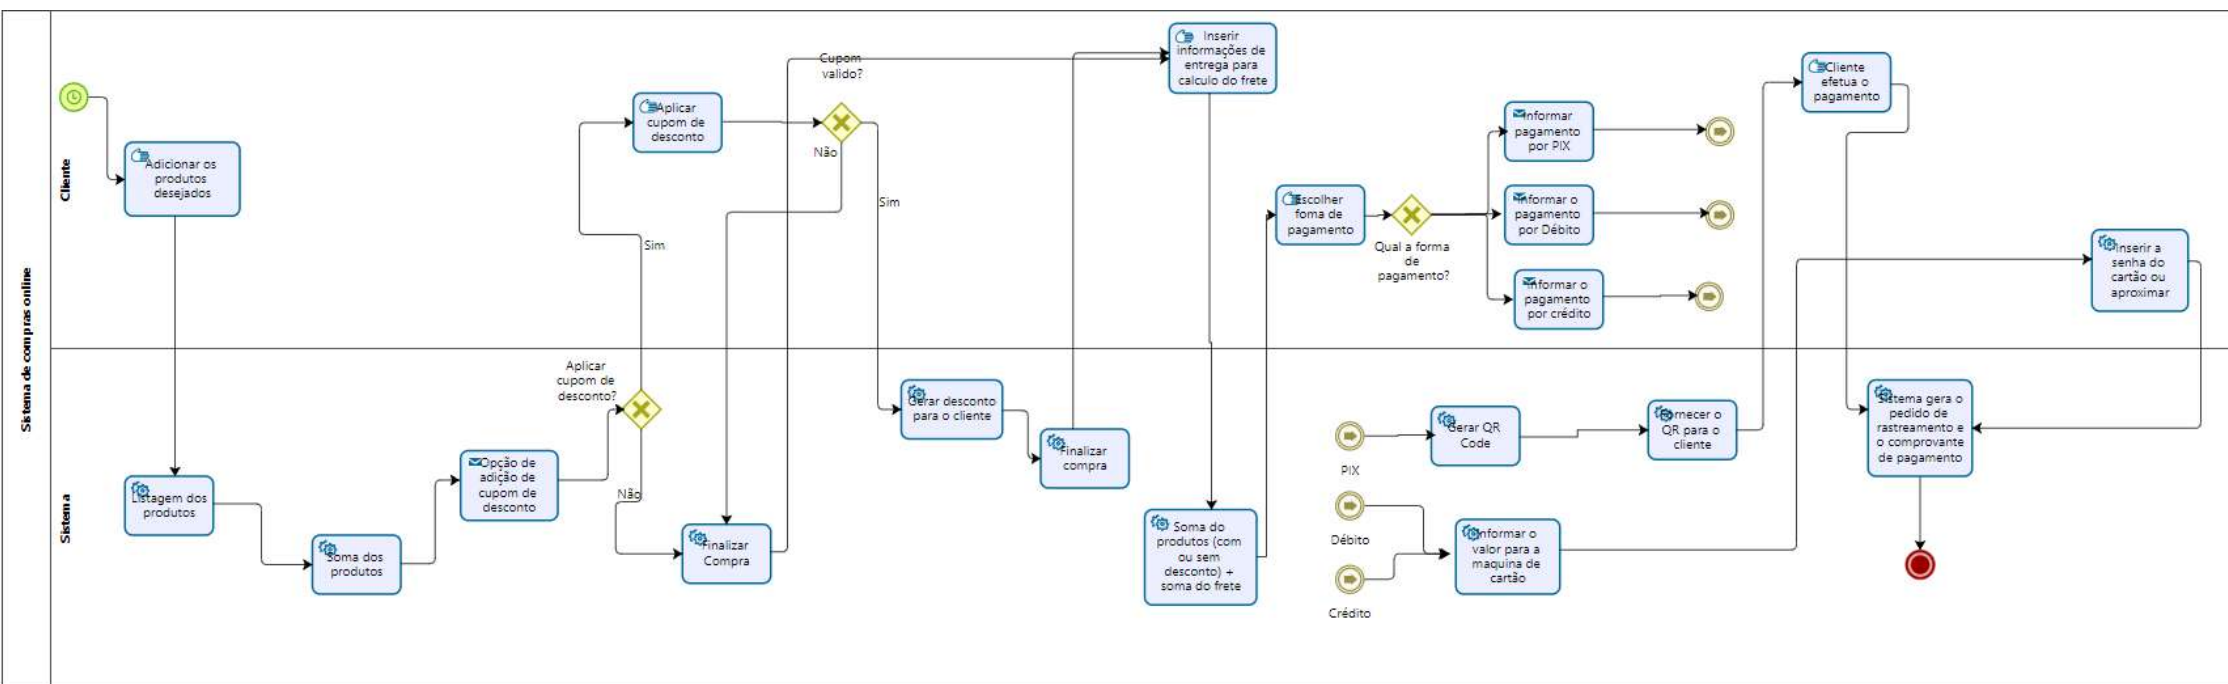 Sistema de compras online
Cliente
Adicionar os
produtos
desejados
Aplicar
cupom de
desconto
Cupom
valido?
Não
Sim
Sim
Inserir
informações de
entrega para
calculo do frete
Escolher
foma de
pagamento
Qual a forma
de
pagamento?
Informar
pagamento
por PIX
Informar o
pagamento
por Débito
Informar o
pagamento
por crédito
Cliente
efetua o
pagamento
Inserir a
senha do
cartão ou
aproximar
Sistema
Listagem dos
produtos
Soma dos
produtos
Opção de
adição de
cupom de
desconto
Aplicar
cupom de
desconto?
Não
Finalizar
Compra
Gerar desconto
para o cliente
Finalizar
compra
Soma do
produtos (com
ou sem
desconto) +
soma do frete
PIX
Débito
Crédito
Gerar QR
Code
Fornecer o
QR para o
cliente
Informar o
valor para a
maquina de
cartão
Sistema gera o
pedido de
rastreamento e
o comprovante
de pagamento